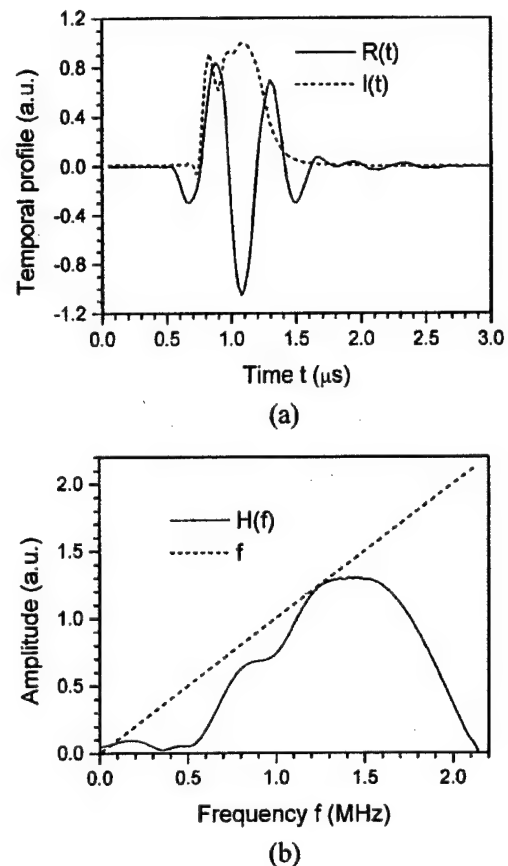 1.2
0.8
0.4
0.0
-0.4
-0.8
-1.2
Temporal profile (a.u.)
R(t)
I(t)
0.0 0.5 1.0 1.5 2.0 2.5 3.0
Time t (μs)
(a)
2.0
1.5
1.0
0.5
0.0
Amplitude (a.u.)
H(f)
f
0.0 0.5 1.0 1.5 2.0
Frequency f (MHz)
(b)